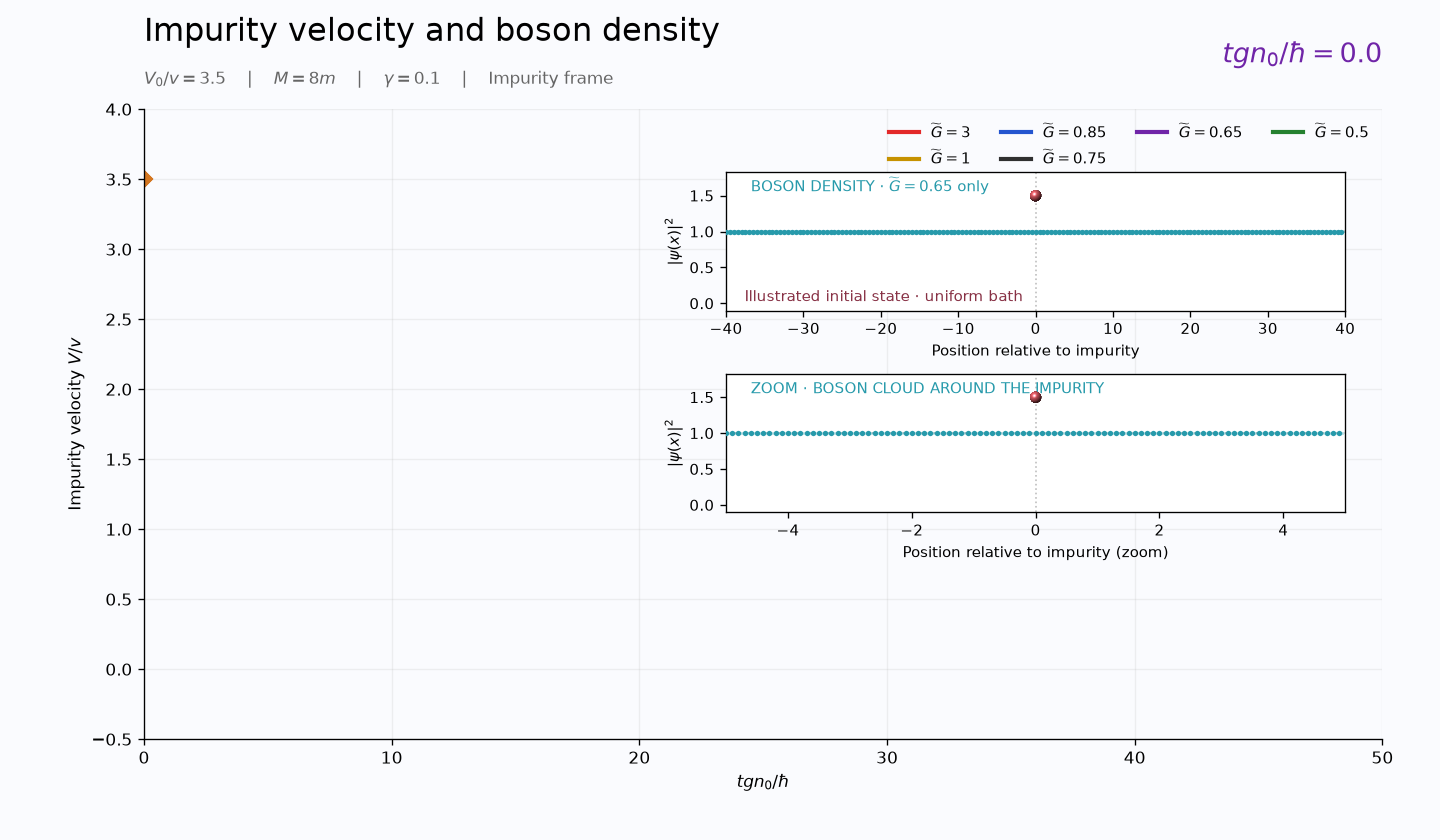 Impurity velocity and boson density
tgn₀/ħ = 0.0
V₀/v = 3.5 | M = 8m | γ = 0.1 | Impurity frame
4.0
3.5
3.0
2.5
2.0
1.5
1.0
0.5
0.0
−0.5
Impurity velocity V/v
0 10 20 30 40 50
tgn₀/ħ
G̃ = 3 G̃ = 0.85 G̃ = 0.65 G̃ = 0.5
G̃ = 1 G̃ = 0.75
BOSON DENSITY · G̃ = 0.65 only
1.5
1.0
0.5
0.0
|ψ(x)|²
Illustrated initial state · uniform bath
−40 −30 −20 −10 0 10 20 30 40
Position relative to impurity
ZOOM · BOSON CLOUD AROUND THE IMPURITY
1.5
1.0
0.5
0.0
|ψ(x)|²
−4 −2 0 2 4
Position relative to impurity (zoom)